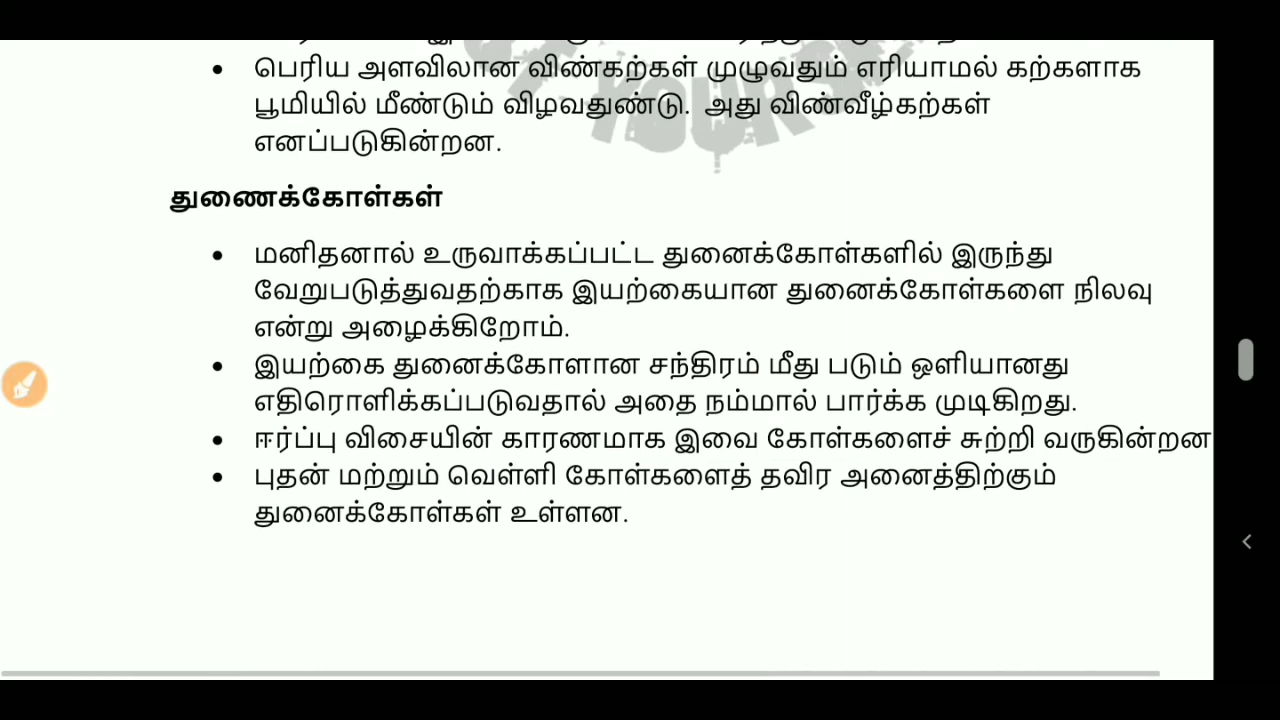 பெரிய அளவிலான விண்கற்கள் முழுவதும் எரியாமல் கற்களாக
பூமியில் மீண்டும் விழவதுண்டு. அது விண்வீழ்கற்கள்
எனப்படுகின்றன.
துணைக்கோள்கள்
மனிதனால் உருவாக்கப்பட்ட துனைக்கோள்களில் இருந்து
வேறுபடுத்துவதற்காக இயற்கையான துனைக்கோள்களை நிலவு
என்று அழைக்கிறோம்.
இயற்கை துனைக்கோளான சந்திரம் மீது படும் ஒளியானது
எதிரொளிக்கப்படுவதால் அதை நம்மால் பார்க்க முடிகிறது.
ஈர்ப்பு விசையின் காரணமாக இவை கோள்களைச் சுற்றி வருகின்றன
புதன் மற்றும் வெள்ளி கோள்களைத் தவிர அனைத்திற்கும்
துனைக்கோள்கள் உள்ளன.